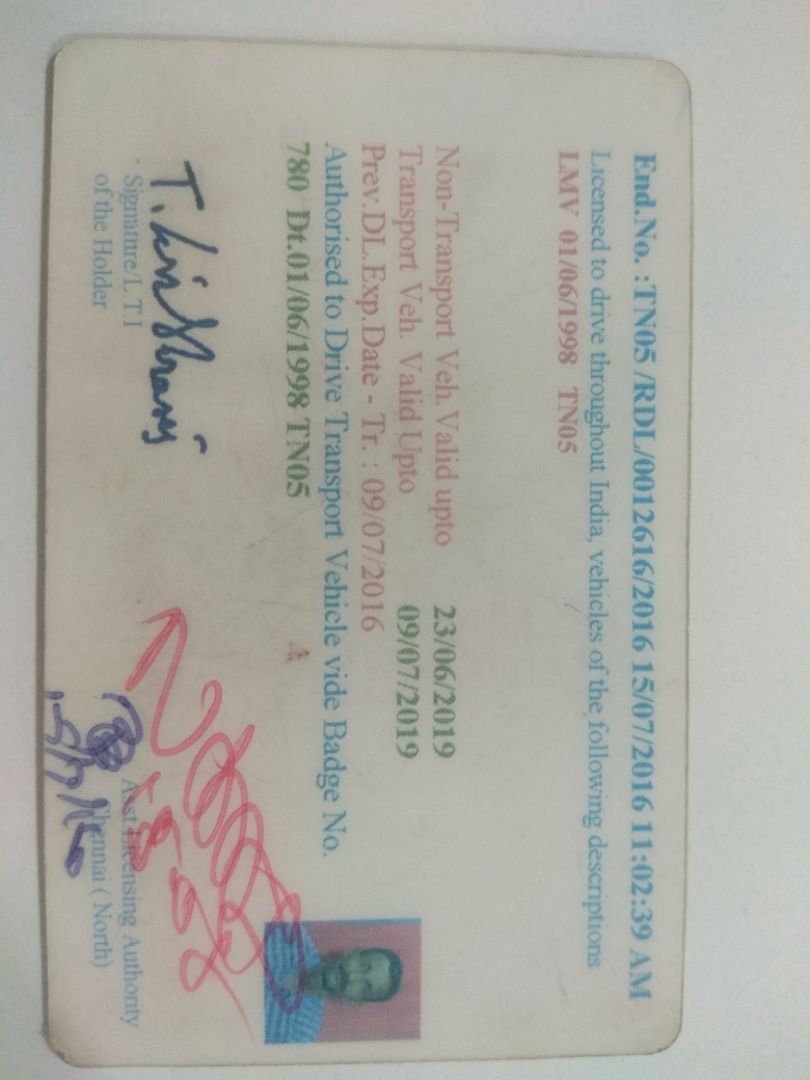 End.No. :TN05 /RDL/0012616/2016 15/07/2016 11:02:39 AM
Licensed to drive throughout India, vehicles of the following descriptions
LMV 01/06/1998 TN05
Non-Transport Veh.Valid upto 23/06/2019
Transport Veh. Valid Upto 09/07/2019
Prev.DL.Exp.Date - Tr. : 09/07/2016
Authorised to Drive Transport Vehicle vide Badge No.
780 Dt.01/06/1998 TN05
Signature/L.T.I
of the Holder
Asst Licensing Authority
Chennai ( North)